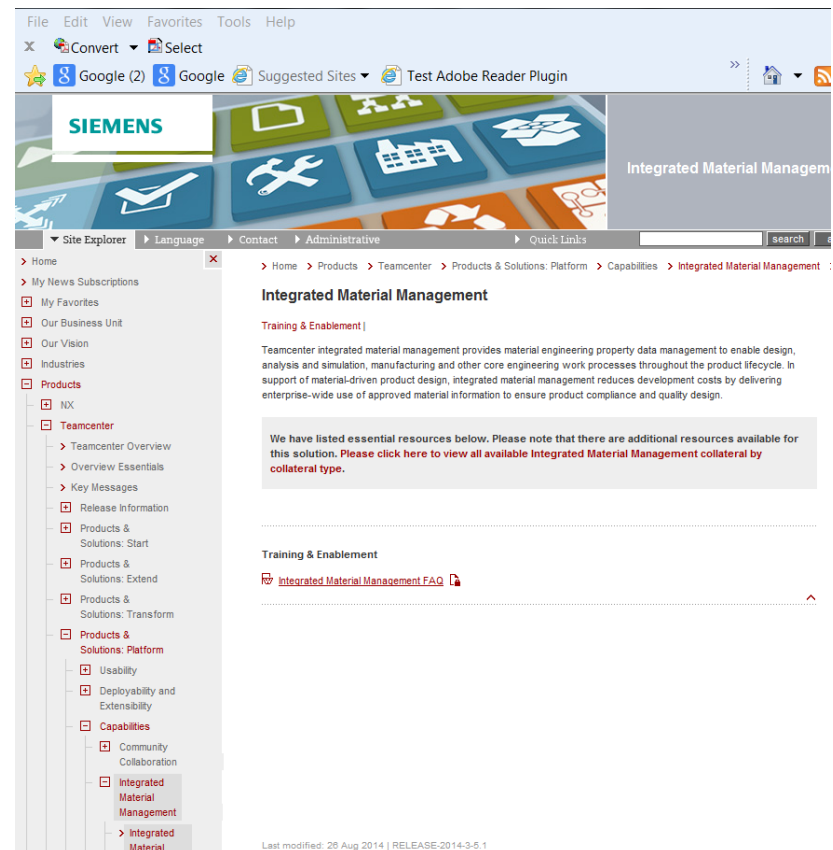 File Edit View Favorites Tools Help
x Convert Select
Google (2) Google Suggested Sites Test Adobe Reader Plugin »
SIEMENS
Integrated Material Managem
Site Explorer Language Contact Administrative Quick Links search
Home
My News Subscriptions
My Favorites
Our Business Unit
Our Vision
Industries
Products
NX
Teamcenter
Teamcenter Overview
Overview Essentials
Key Messages
Release Information
Products &
Solutions: Start
Products &
Solutions: Extend
Products &
Solutions: Transform
Products &
Solutions: Platform
Usability
Deployability and
Extensibility
Capabilities
Community
Collaboration
Integrated
Material
Management
Integrated
Material
Home > Products > Teamcenter > Products & Solutions: Platform > Capabilities > Integrated Material Management
Integrated Material Management
Training & Enablement |
Teamcenter integrated material management provides material engineering property data management to enable design,
analysis and simulation, manufacturing and other core engineering work processes throughout the product lifecycle. In
support of material-driven product design, integrated material management reduces development costs by delivering
enterprise-wide use of approved material information to ensure product compliance and quality design.
We have listed essential resources below. Please note that there are additional resources available for
this solution. Please click here to view all available Integrated Material Management collateral by
collateral type.
Training & Enablement
Integrated Material Management FAQ
Last modified: 26 Aug 2014 | RELEASE-2014-3-5.1